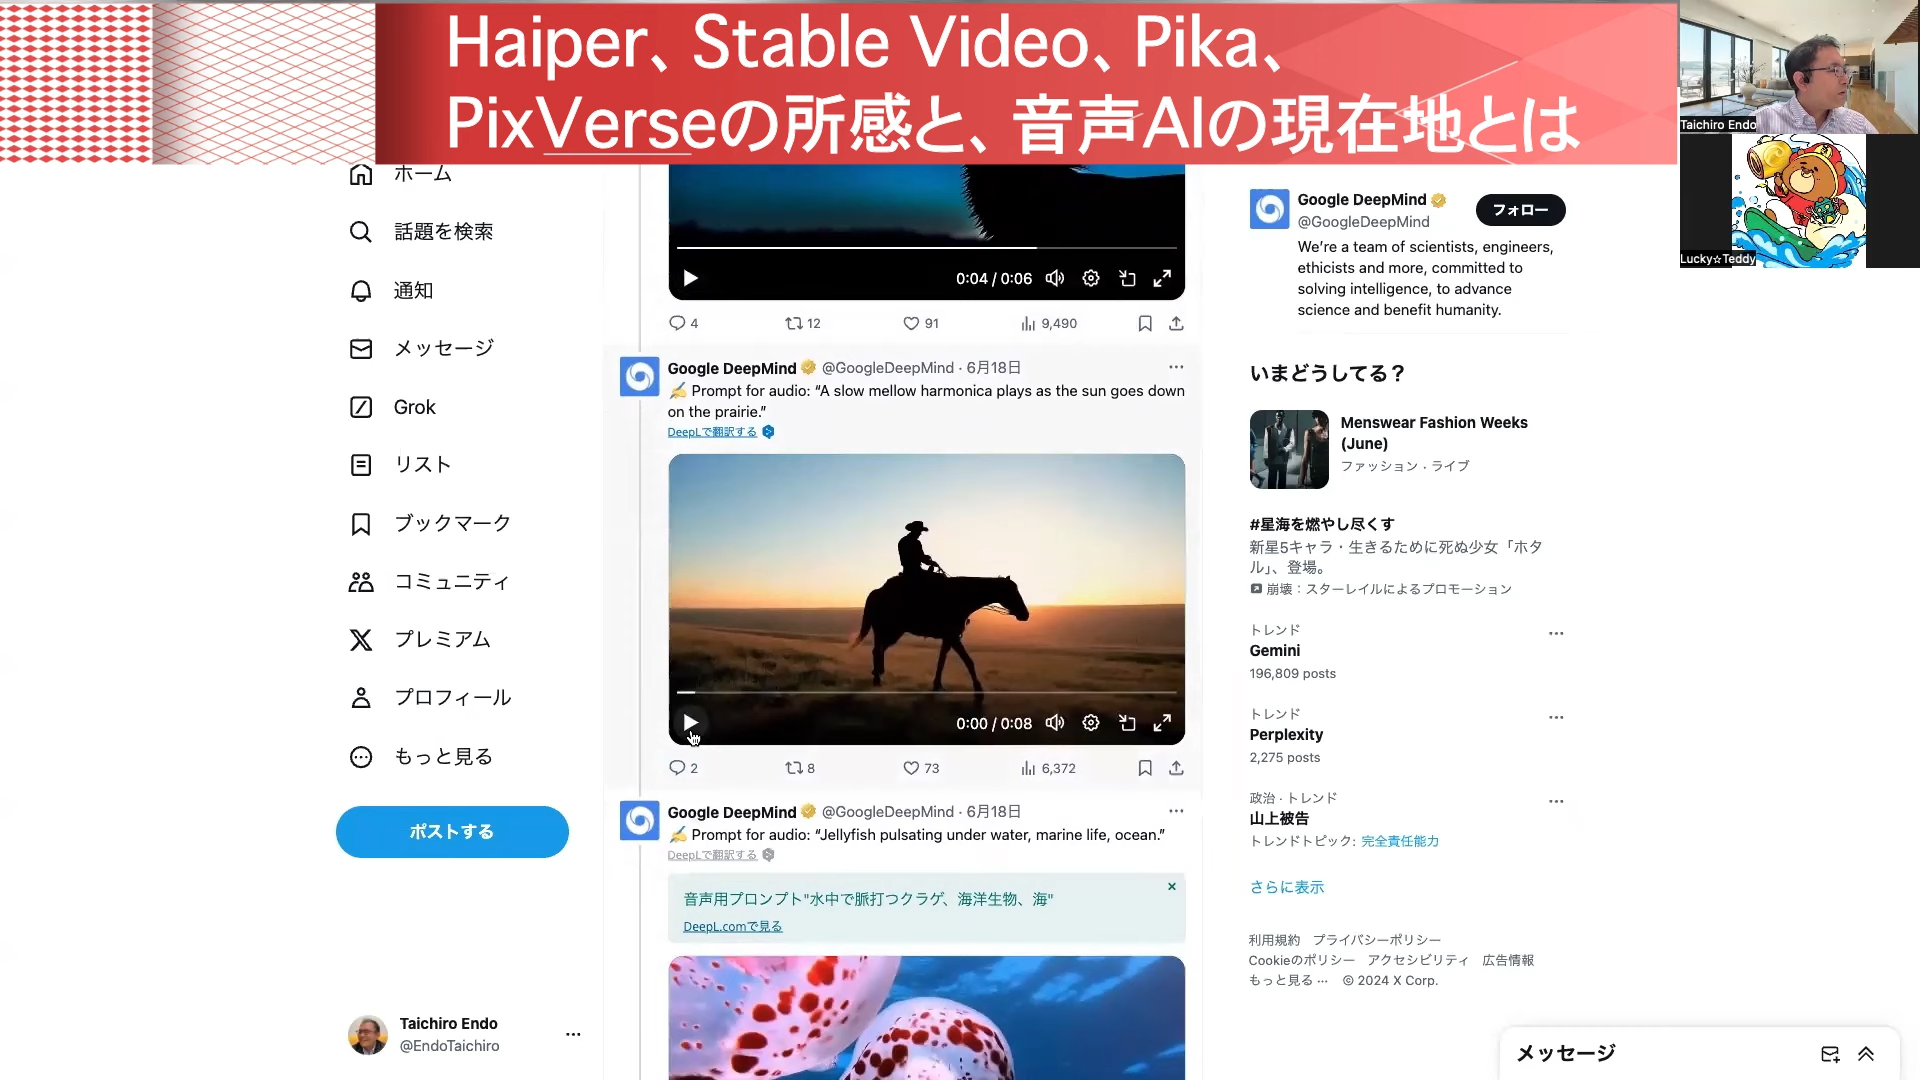 Haiper、Stable Video、Pika、
PixVerseの所感と、音声AIの現在地とは
Taichiro Endo
Lucky☆Teddy
ホーム
話題を検索
通知
メッセージ
Grok
リスト
ブックマーク
コミュニティ
プレミアム
プロフィール
もっと見る
ポストする
Taichiro Endo
@EndoTaichiro
0:04 / 0:06
4 12 91 9,490
Google DeepMind @GoogleDeepMind · 6月18日
✍️ Prompt for audio: “A slow mellow harmonica plays as the sun goes down
on the prairie.”
DeepLで翻訳する
0:00 / 0:08
2 8 73 6,372
Google DeepMind @GoogleDeepMind · 6月18日
✍️ Prompt for audio: “Jellyfish pulsating under water, marine life, ocean.”
DeepLで翻訳する
音声用プロンプト"水中で脈打つクラゲ、海洋生物、海"
DeepL.comで見る
Google DeepMind
@GoogleDeepMind
フォロー
We’re a team of scientists, engineers,
ethicists and more, committed to
solving intelligence, to advance
science and benefit humanity.
いまどうしてる？
Menswear Fashion Weeks
(June)
ファッション · ライブ
#星海を燃やし尽くす
新星5キャラ・生きるために死ぬ少女「ホタ
ル」、登場。
崩壊：スターレイルによるプロモーション
トレンド
Gemini
196,809 posts
トレンド
Perplexity
2,275 posts
政治 · トレンド
山上被告
トレンドトピック: 完全責任能力
さらに表示
利用規約 プライバシーポリシー
Cookieのポリシー アクセシビリティ 広告情報
もっと見る ··· © 2024 X Corp.
メッセージ